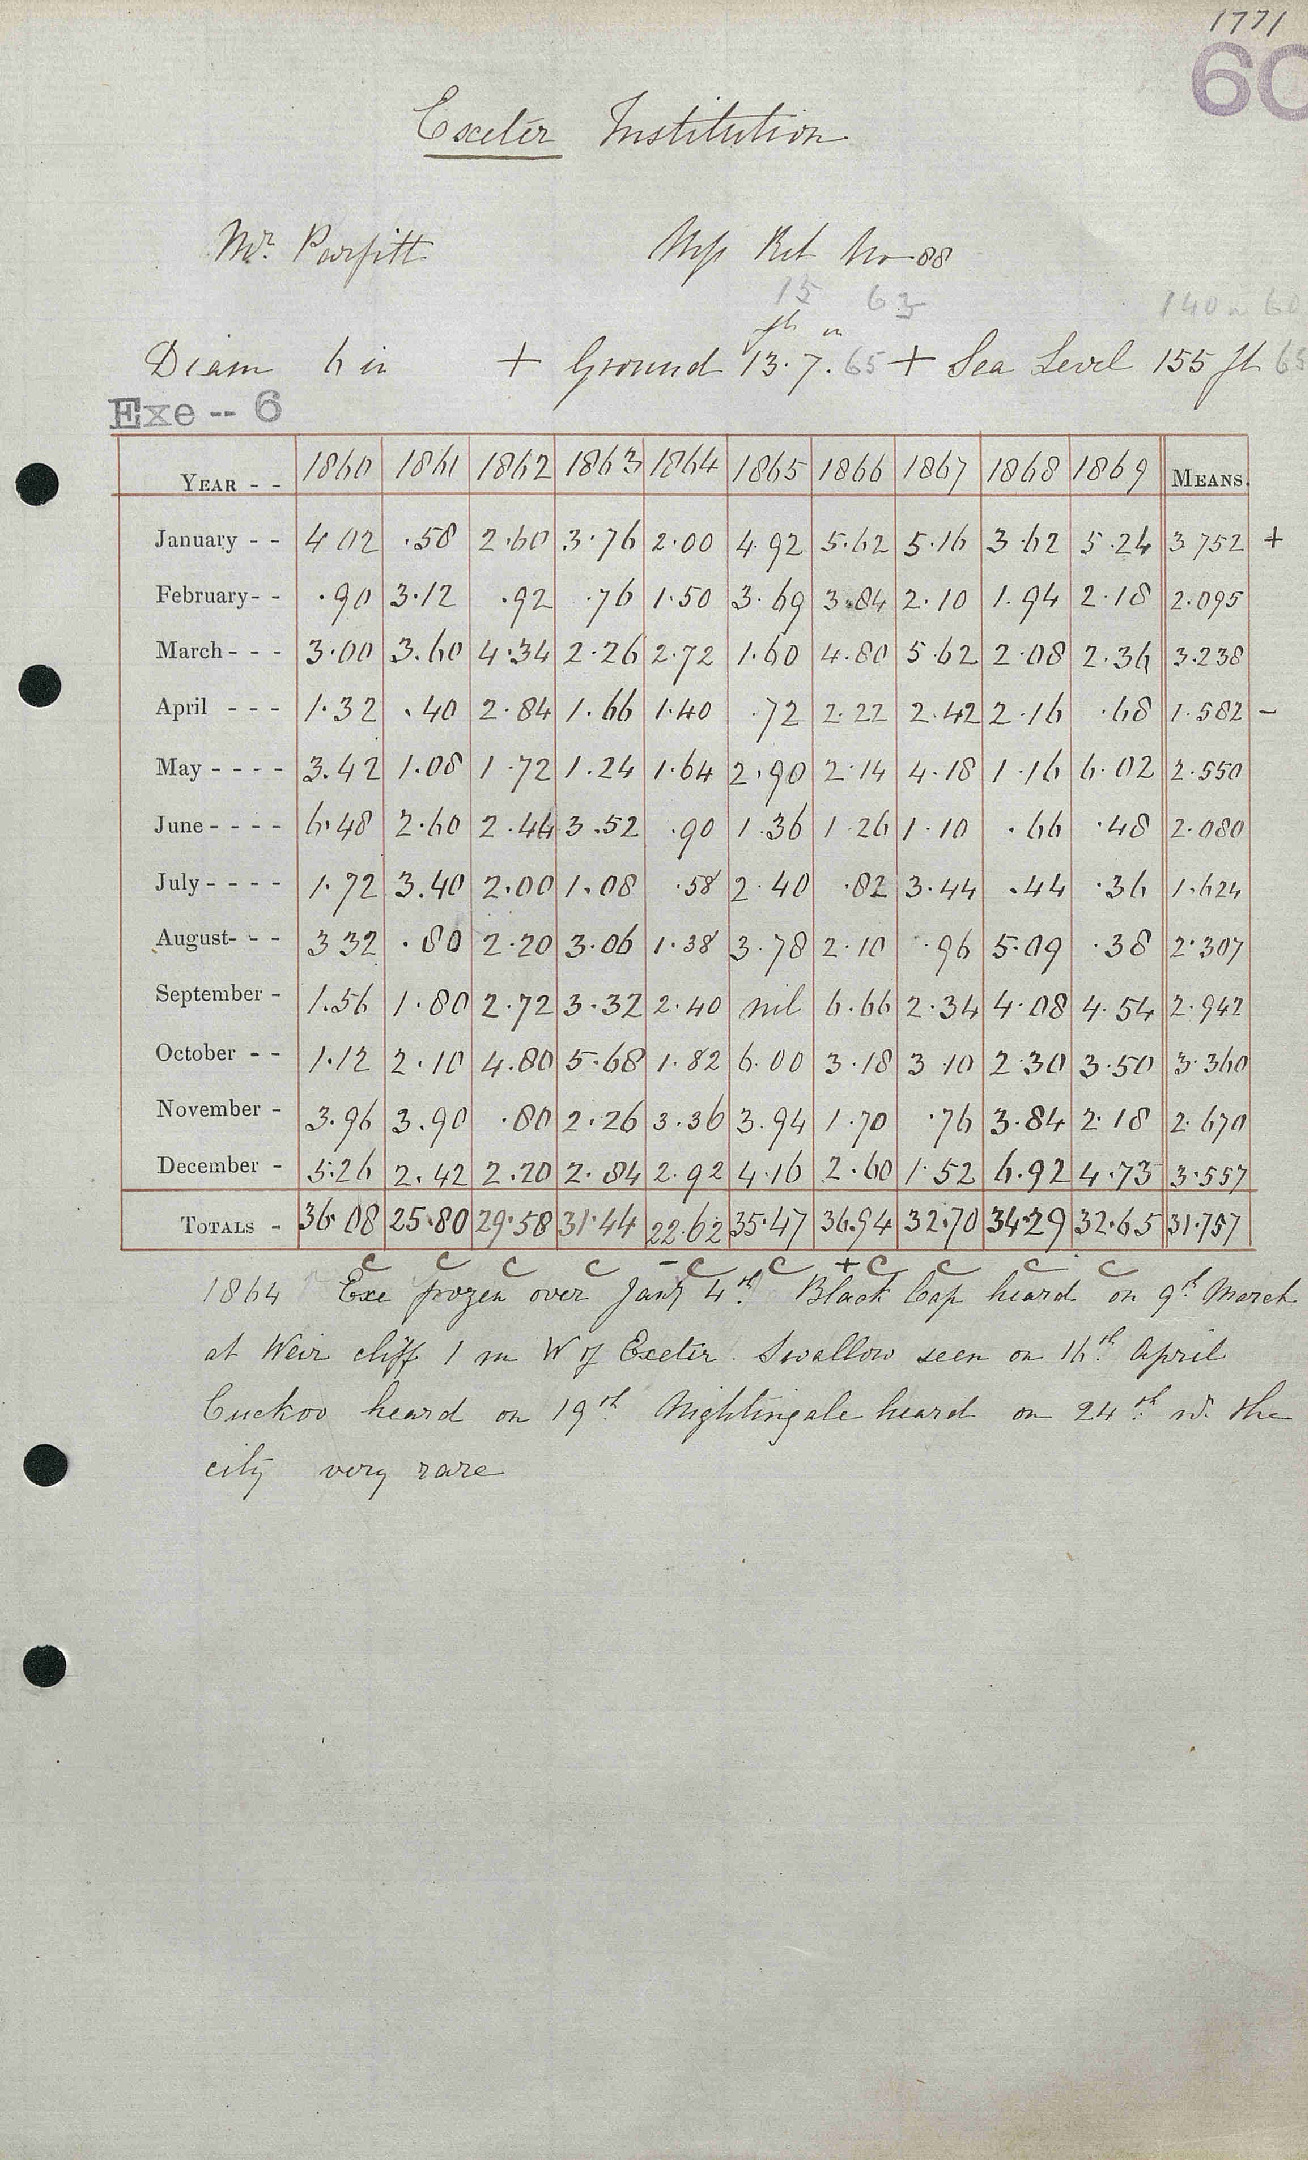 1771
60
Exeter Institution
Mr. Parfitt Mss Ret No 88
15 63 140 in 60
ft in
Diam 6 in + Ground 13.7. 65 + Sea Level 155 ft 65
Exe -- 6
YEAR - - 1860 1861 1862 1863 1864 1865 1866 1867 1868 1869 MEANS.
January - - 4 02 .58 2.60 3.76 2.00 4.92 5.62 5.16 3.62 5.24 3.752 +
February - - .90 3.12 .92 .76 1.50 3.69 3.84 2.10 1.94 2.18 2.095
March - - - 3.00 3.60 4.34 2.26 2.72 1.60 4.80 5.62 2.08 2.36 3.238
April - - - 1.32 .40 2.84 1.66 1.40 .72 2.22 2.42 2.16 .68 1.582 -
May - - - - 3.42 1.08 1.72 1.24 1.64 2.90 2.14 4.18 1.16 6.02 2.550
June - - - - 6.48 2.60 2.44 3.52 .90 1.36 1.26 1.10 .66 .48 2.080
July - - - - 1.72 3.40 2.00 1.08 .58 2.40 .82 3.44 .44 .36 1.624
August - - - 3 32 .80 2.20 3.06 1.38 3.78 2.10 .96 5.09 .38 2.307
September - 1.56 1.80 2.72 3.32 2.40 nil 6.66 2.34 4.08 4.54 2.942
October - - 1.12 2.10 4.80 5.68 1.82 6.00 3.18 3.10 2.30 3.50 3.360
November - 3.96 3.90 .80 2.26 3.36 3.94 1.70 .76 3.84 2.18 2.670
December - 5.26 2.42 2.20 2.84 2.92 4.16 2.60 1.52 6.92 4.73 3.557
TOTALS - 36.08 25.80 29.58 31.44 22.62 35.47 36.94 32.70 34.29 32.65 31.757
c c c c - c c + c c c c
1864 Exe frozen over Jany 4th. Black Cap heard on 9th March
at Weir cliff 1 m W of Exeter. Swallow seen on 16th April
Cuckoo heard on 19th Nightingale heard on 24th nr. the
city very rare